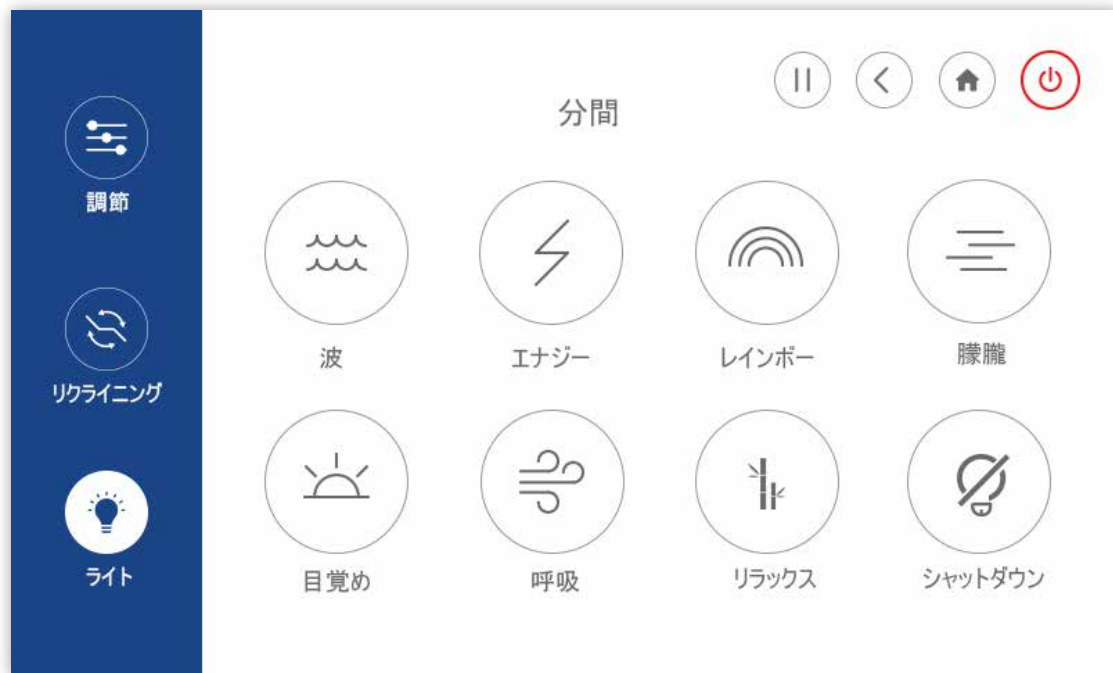 分間
調節
リクライニング
ライト
波
エナジー
レインボー
朦朧
目覚め
呼吸
リラックス
シャットダウン